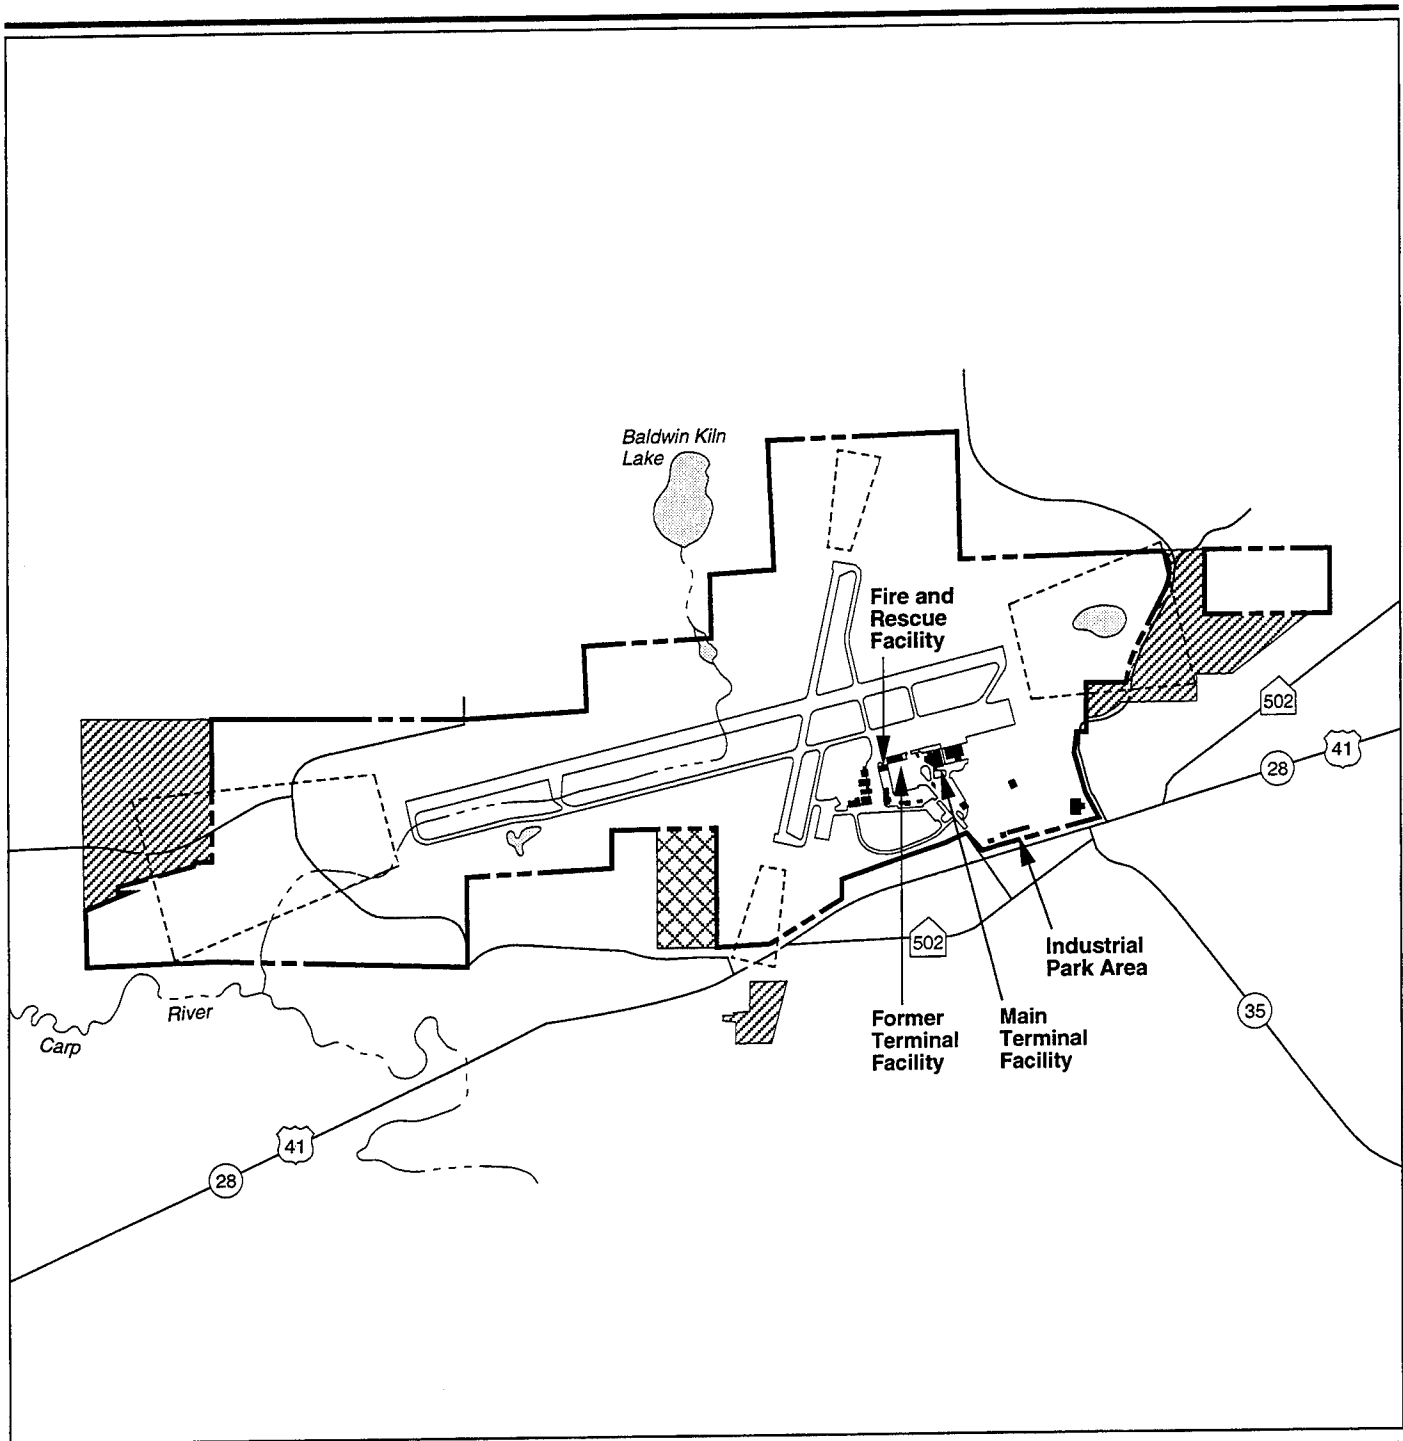 Baldwin Kiln
Lake
Fire and
Rescue
Facility
502
41
28
502
Industrial
Park Area
River
Carp
Former
Terminal
Facility
Main
Terminal
Facility
35
41
28